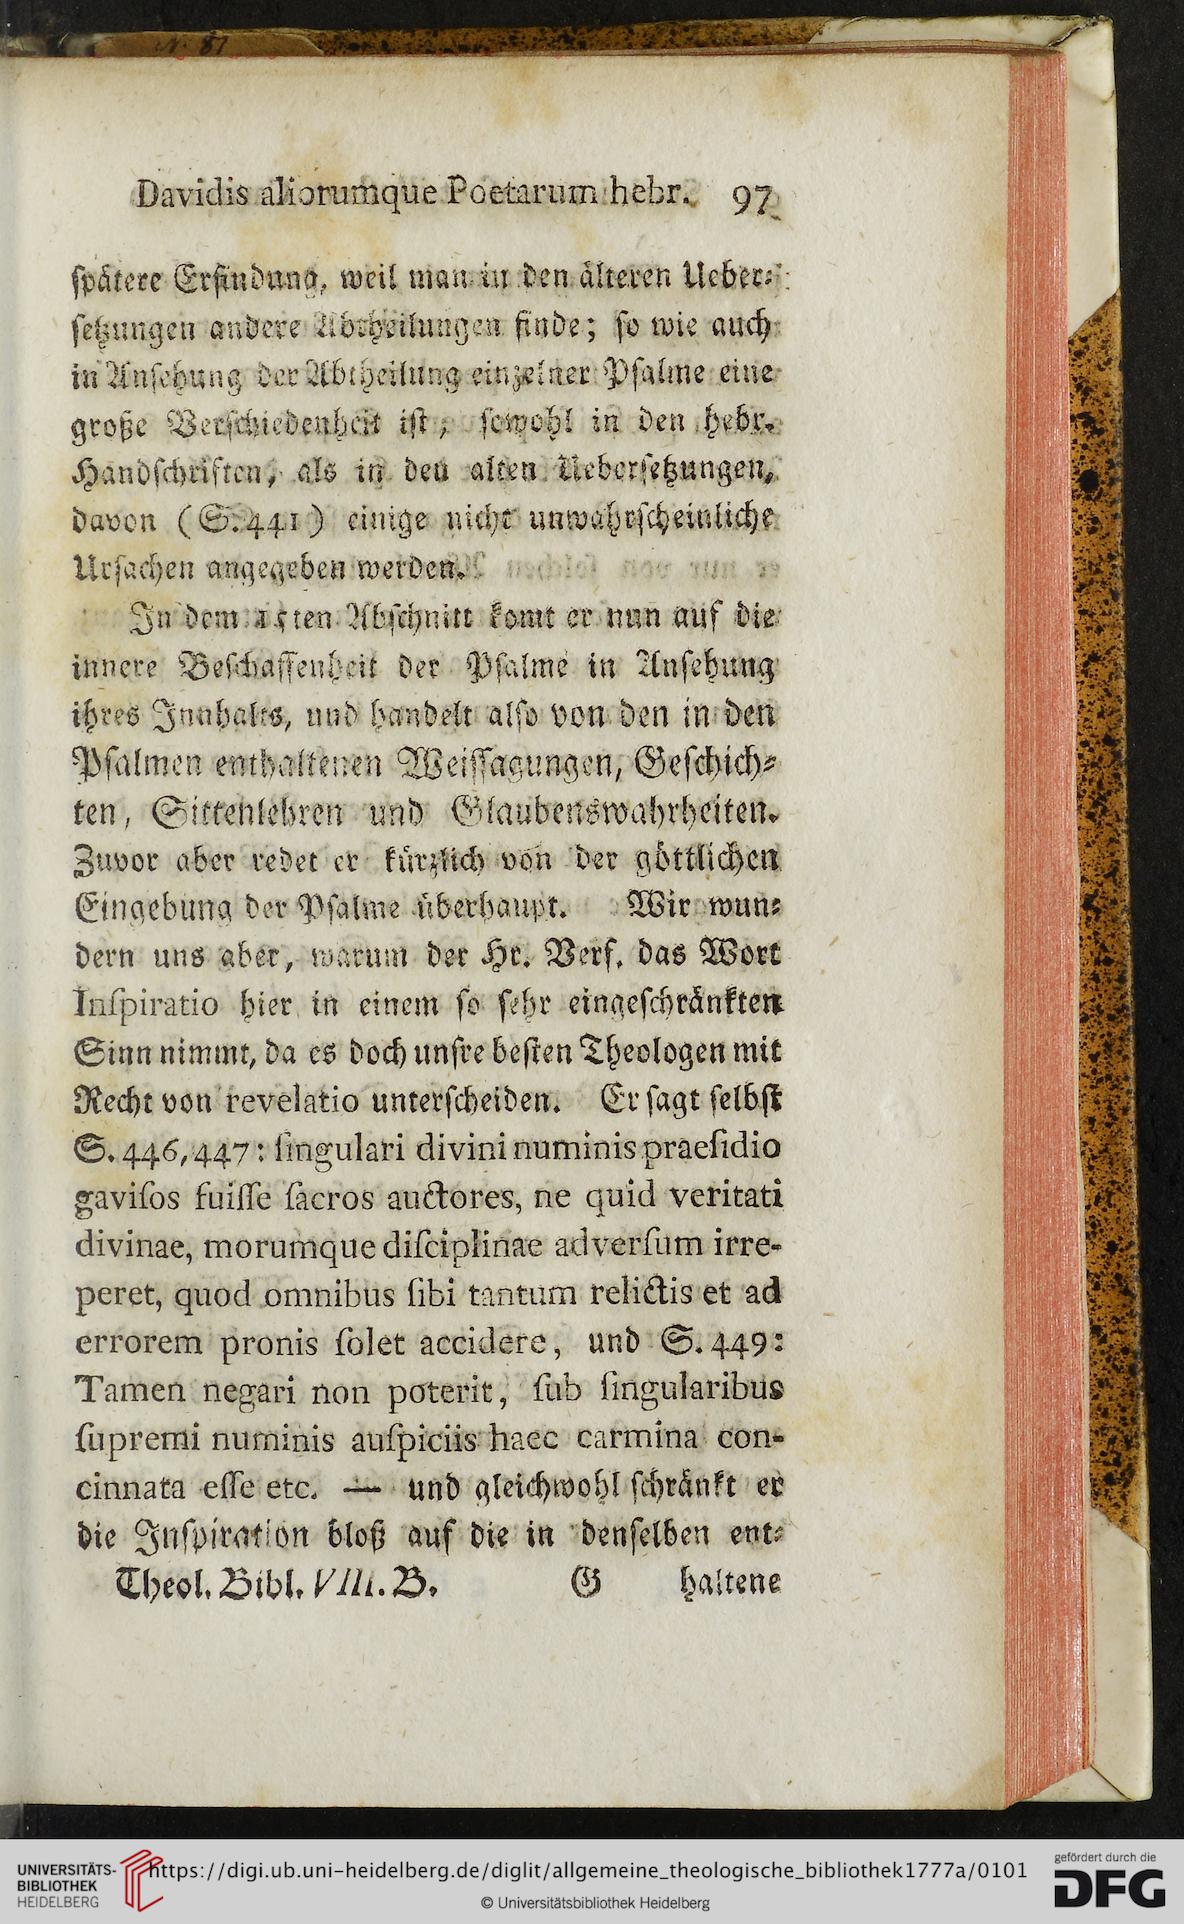 N. 81
Davidis aliorumque Poetarum hebr. 97
ſpätere Erfindung, weil man in den älteren Ueber⸗
ſetzungen andere Abtheilungen finde; ſo wie auch
in Anſehung der Abtheilung einzelner Pſalme eine
große Verſchiedenheit iſt, ſowohl in den hebr.
Handſchriften, als in den alten Ueberſetzungen,
davon (S. 441) einige nicht unwahrſcheinliche
Urſachen angegeben werden.
In dem 15ten Abſchnitt komt er nun auf die
innere Beſchaffenheit der Pſalme in Anſehung
ihres Innhalts, und handelt alſo von den in den
Pſalmen enthaltenen Weiſſagungen, Geſchich⸗
ten, Sittenlehren und Glaubenswahrheiten.
Zuvor aber redet er kürzlich von der göttlichen
Eingebung der Pſalme überhaupt. Wir wun⸗
dern uns aber, warum der Hr. Verf. das Wort
Inſpiratio hier in einem ſo ſehr eingeſchränkten
Sinn nimmt, da es doch unſre beſten Theologen mit
Recht von revelatio unterſcheiden. Er ſagt ſelbſt
S. 446, 447: ſingulari divini numinis praeſidio
gaviſos fuiſſe ſacros auctores, ne quid veritati
divinae, morumque diſciplinae adverſum irre-
peret, quod omnibus ſibi tantum relictis et ad
errorem pronis ſolet accidere, und S. 449:
Tamen negari non poterit, ſub ſingularibus
ſupremi numinis auſpiciis haec carmina con-
cinnata eſſe etc. — und gleichwohl ſchränkt er
die Inſpiration bloß auf die in denſelben ent⸗
Theol. Bibl. VIII. B. G haltene
UNIVERSITÄTS-
BIBLIOTHEK
HEIDELBERG
https://digi.ub.uni-heidelberg.de/diglit/allgemeine_theologische_bibliothek1777a/0101
© Universitätsbibliothek Heidelberg
gefördert durch die
DFG